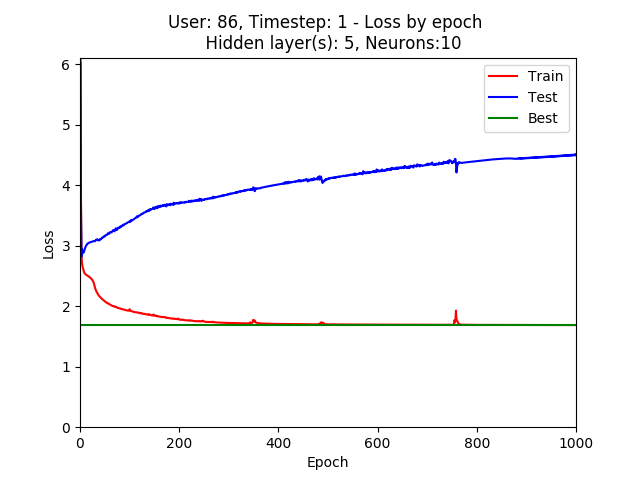 User: 86, Timestep: 1 - Loss by epoch
Hidden layer(s): 5, Neurons:10
Train
Test
Best
6
5
4
3
2
1
0
Loss
0
200
400
600
800
1000
Epoch